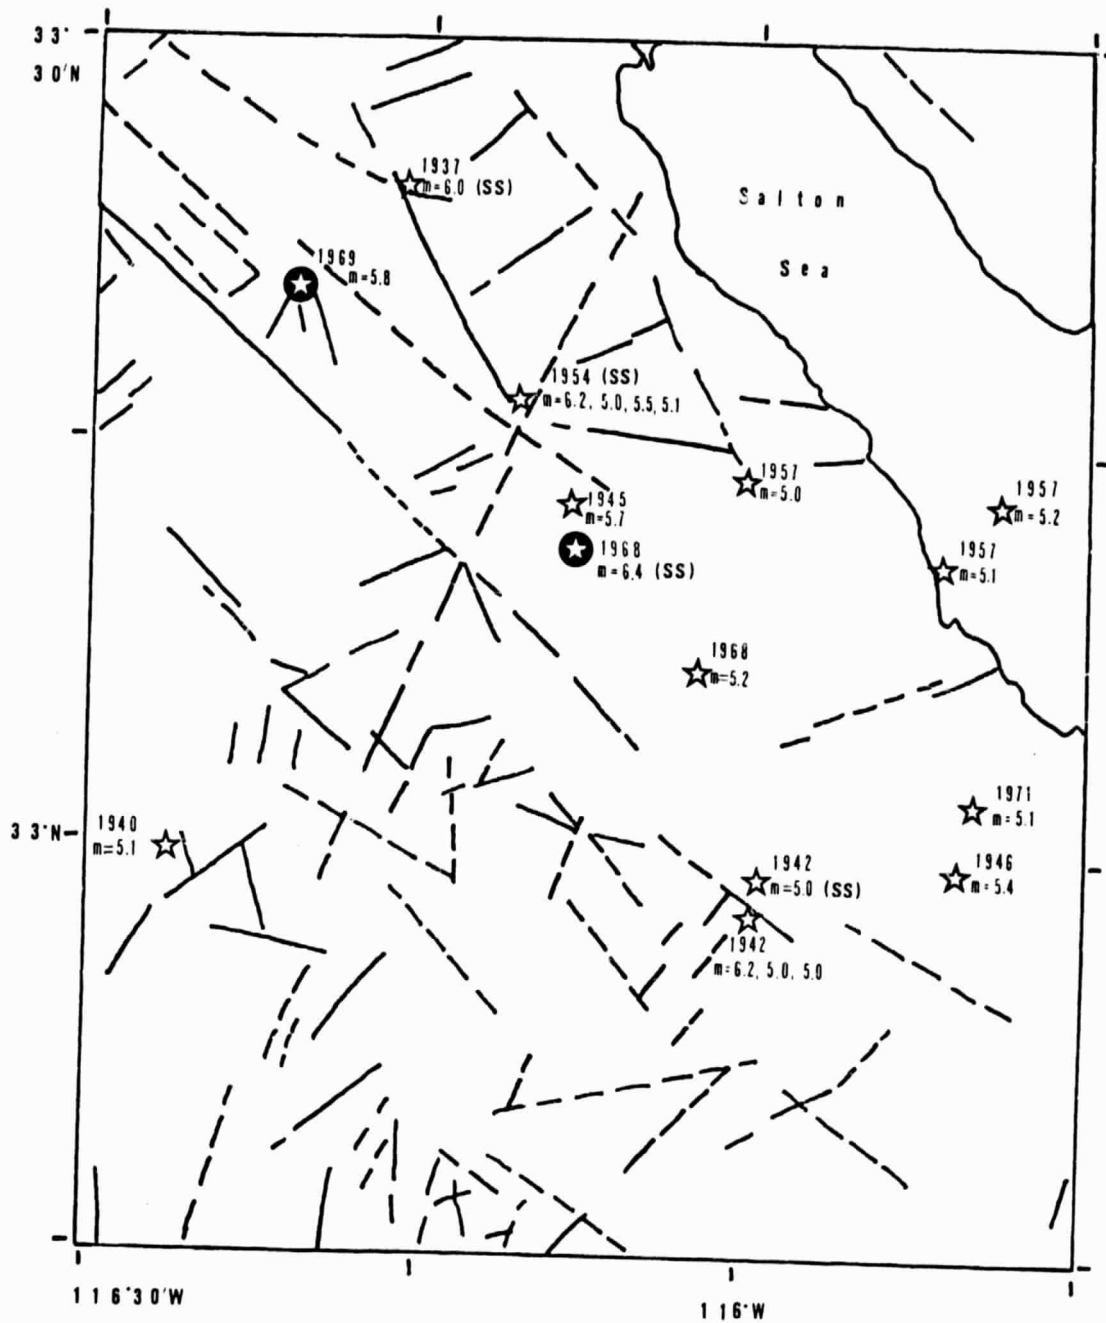 33°
30'N
1937
m=6.0 (SS)
Salton
Sea
1969
m=5.8
1954 (SS)
m=6.2, 5.0, 5.5, 5.1
1957
m=5.0
1945
m=5.7
1957
m=5.2
1968
m=6.4 (SS)
1957
m=5.1
1968
m=5.2
1971
m=5.1
33°N
1940
m=5.1
1942
m=5.0 (SS)
1946
m=5.4
1942
m=6.2, 5.0, 5.0
116°30'W
116°W